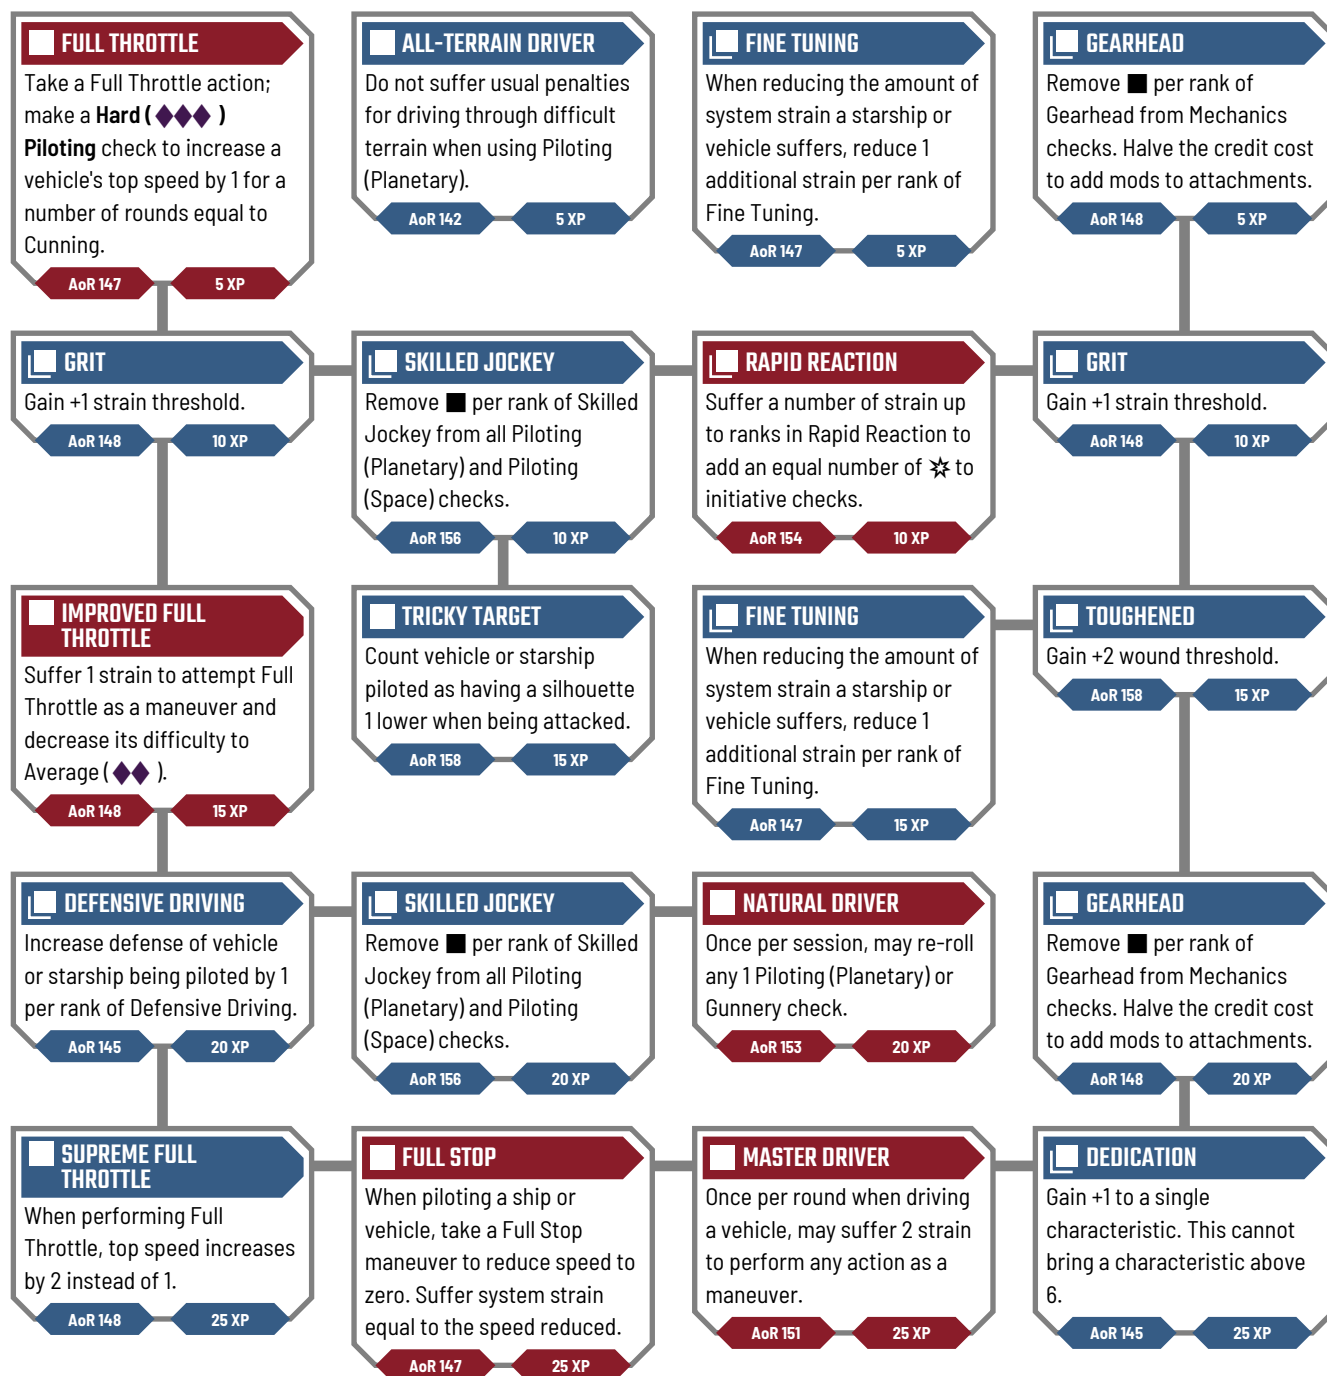 FULL THROTTLE
Take a Full Throttle action;
make a Hard (◆◆◆ )
Piloting check to increase a
vehicle's top speed by 1 for a
number of rounds equal to
Cunning.
AoR 147
5 XP
ALL-TERRAIN DRIVER
Do not suffer usual penalties
for driving through difficult
terrain when using Piloting
(Planetary).
AoR 142
5 XP
FINE TUNING
When reducing the amount of
system strain a starship or
vehicle suffers, reduce 1
additional strain per rank of
Fine Tuning.
AoR 147
5 XP
GEARHEAD
Remove ■ per rank of
Gearhead from Mechanics
checks. Halve the credit cost
to add mods to attachments.
AoR 148
5 XP
GRIT
Gain +1 strain threshold.
AoR 148
10 XP
SKILLED JOCKEY
Remove ■ per rank of Skilled
Jockey from all Piloting
(Planetary) and Piloting
(Space) checks.
AoR 156
10 XP
RAPID REACTION
Suffer a number of strain up
to ranks in Rapid Reaction to
add an equal number of ✵ to
initiative checks.
AoR 154
10 XP
GRIT
Gain +1 strain threshold.
AoR 148
10 XP
IMPROVED FULL
THROTTLE
Suffer 1 strain to attempt Full
Throttle as a maneuver and
decrease its difficulty to
Average (◆◆ ).
AoR 148
15 XP
TRICKY TARGET
Count vehicle or starship
piloted as having a silhouette
1 lower when being attacked.
AoR 158
15 XP
FINE TUNING
When reducing the amount of
system strain a starship or
vehicle suffers, reduce 1
additional strain per rank of
Fine Tuning.
AoR 147
15 XP
TOUGHENED
Gain +2 wound threshold.
AoR 158
15 XP
DEFENSIVE DRIVING
Increase defense of vehicle
or starship being piloted by 1
per rank of Defensive Driving.
AoR 145
20 XP
SKILLED JOCKEY
Remove ■ per rank of Skilled
Jockey from all Piloting
(Planetary) and Piloting
(Space) checks.
AoR 156
20 XP
NATURAL DRIVER
Once per session, may re-roll
any 1 Piloting (Planetary) or
Gunnery check.
AoR 153
20 XP
GEARHEAD
Remove ■ per rank of
Gearhead from Mechanics
checks. Halve the credit cost
to add mods to attachments.
AoR 148
20 XP
SUPREME FULL
THROTTLE
When performing Full
Throttle, top speed increases
by 2 instead of 1.
AoR 148
25 XP
FULL STOP
When piloting a ship or
vehicle, take a Full Stop
maneuver to reduce speed to
zero. Suffer system strain
equal to the speed reduced.
AoR 147
25 XP
MASTER DRIVER
Once per round when driving
a vehicle, may suffer 2 strain
to perform any action as a
maneuver.
AoR 151
25 XP
DEDICATION
Gain +1 to a single
characteristic. This cannot
bring a characteristic above
6.
AoR 145
25 XP